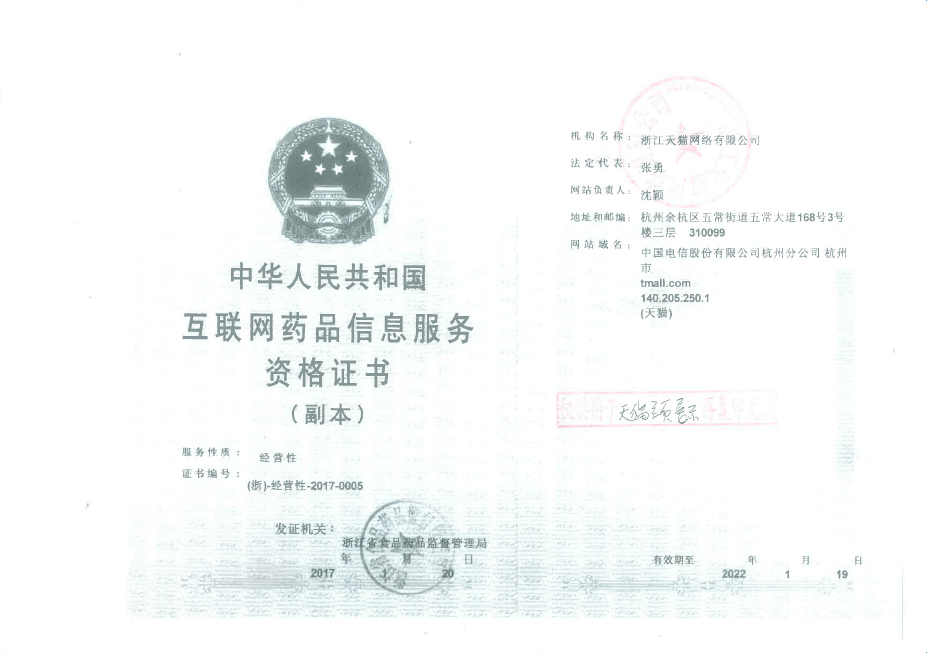 中华人民共和国
互联网药品信息服务
资格证书
（副本）
服务性质： 经营性
证书编号：
(浙)-经营性-2017-0005
发证机关：
浙江省食品药品监督管理局
年 月 日
2017 20
机构名称： 浙江天猫网络有限公司
法定代表： 张勇
网站负责人： 沈颖
地址和邮编： 杭州余杭区五常街道五常大道168号3号
楼三层 310099
网站域名： 中国电信股份有限公司杭州分公司 杭州
市
tmall.com
140.205.250.1
(天猫)
天猫
有效期至 年 月 日
2022 1 19